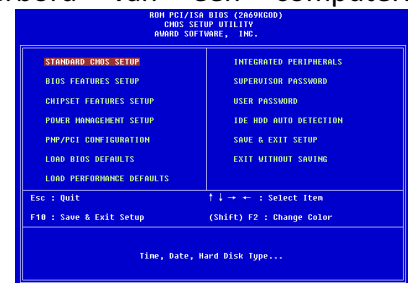 van een computer
ROM PCI/ISA BIOS (2A69KGOD)
CMOS SETUP UTILITY
AWARD SOFTWARE, INC.
STANDARD CMOS SETUP
BIOS FEATURES SETUP
CHIPSET FEATURES SETUP
POWER MANAGEMENT SETUP
PNP/PCI CONFIGURATION
LOAD BIOS DEFAULTS
LOAD PERFORMANCE DEFAULTS
INTEGRATED PERIPHERALS
SUPERVISOR PASSWORD
USER PASSWORD
IDE HDD AUTO DETECTION
SAVE & EXIT SETUP
EXIT WITHOUT SAVING
Esc : Quit
↑ ↓ → ← : Select Item
F10 : Save & Exit Setup
(Shift) F2 : Change Color
Time, Date, Hard Disk Type...